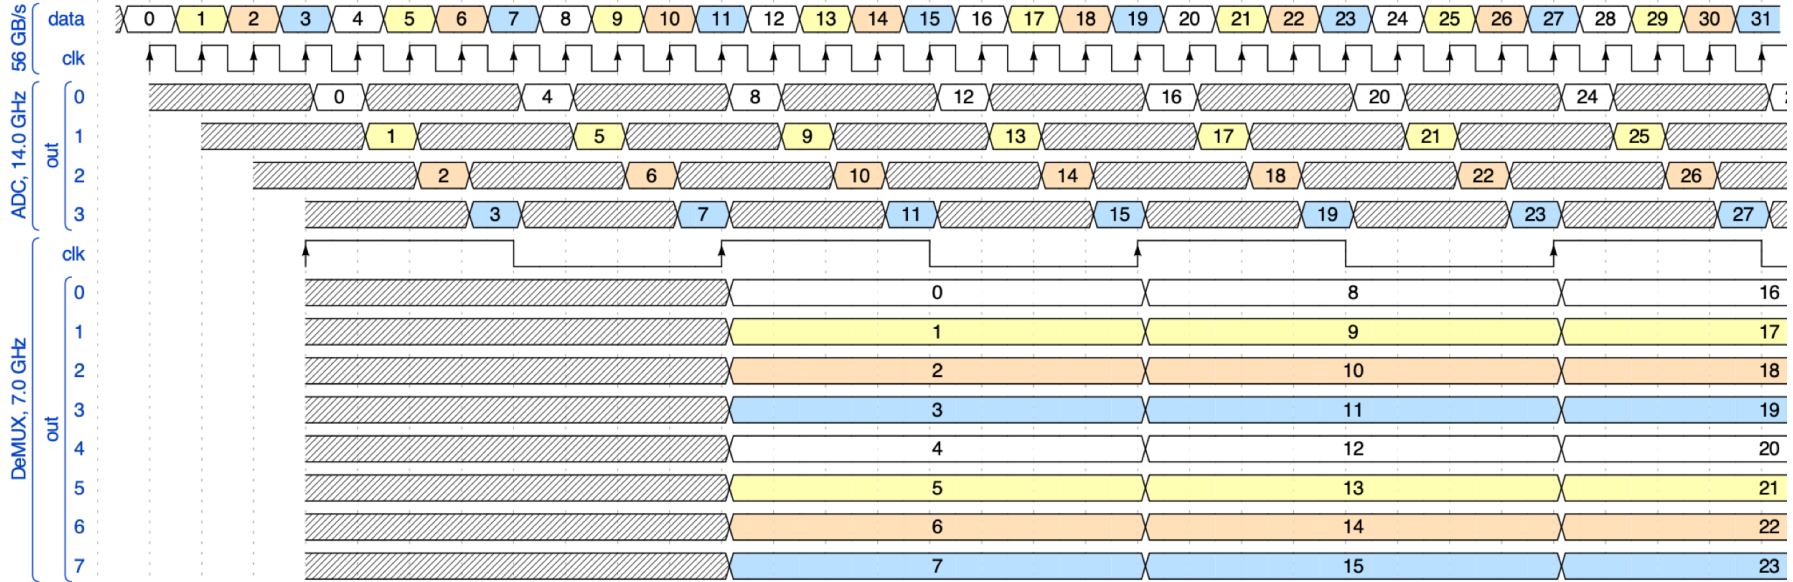 56 GB/s
data 0 1 2 3 4 5 6 7 8 9 10 11 12 13 14 15 16 17 18 19 20 21 22 23 24 25 26 27 28 29 30 31
clk
ADC, 14.0 GHz
out
0 0 4 8 12 16 20 24
1 1 5 9 13 17 21 25
2 2 6 10 14 18 22 26
3 3 7 11 15 19 23 27
DeMUX, 7.0 GHz
clk
out
0 0 8 16
1 1 9 17
2 2 10 18
3 3 11 19
4 4 12 20
5 5 13 21
6 6 14 22
7 7 15 23